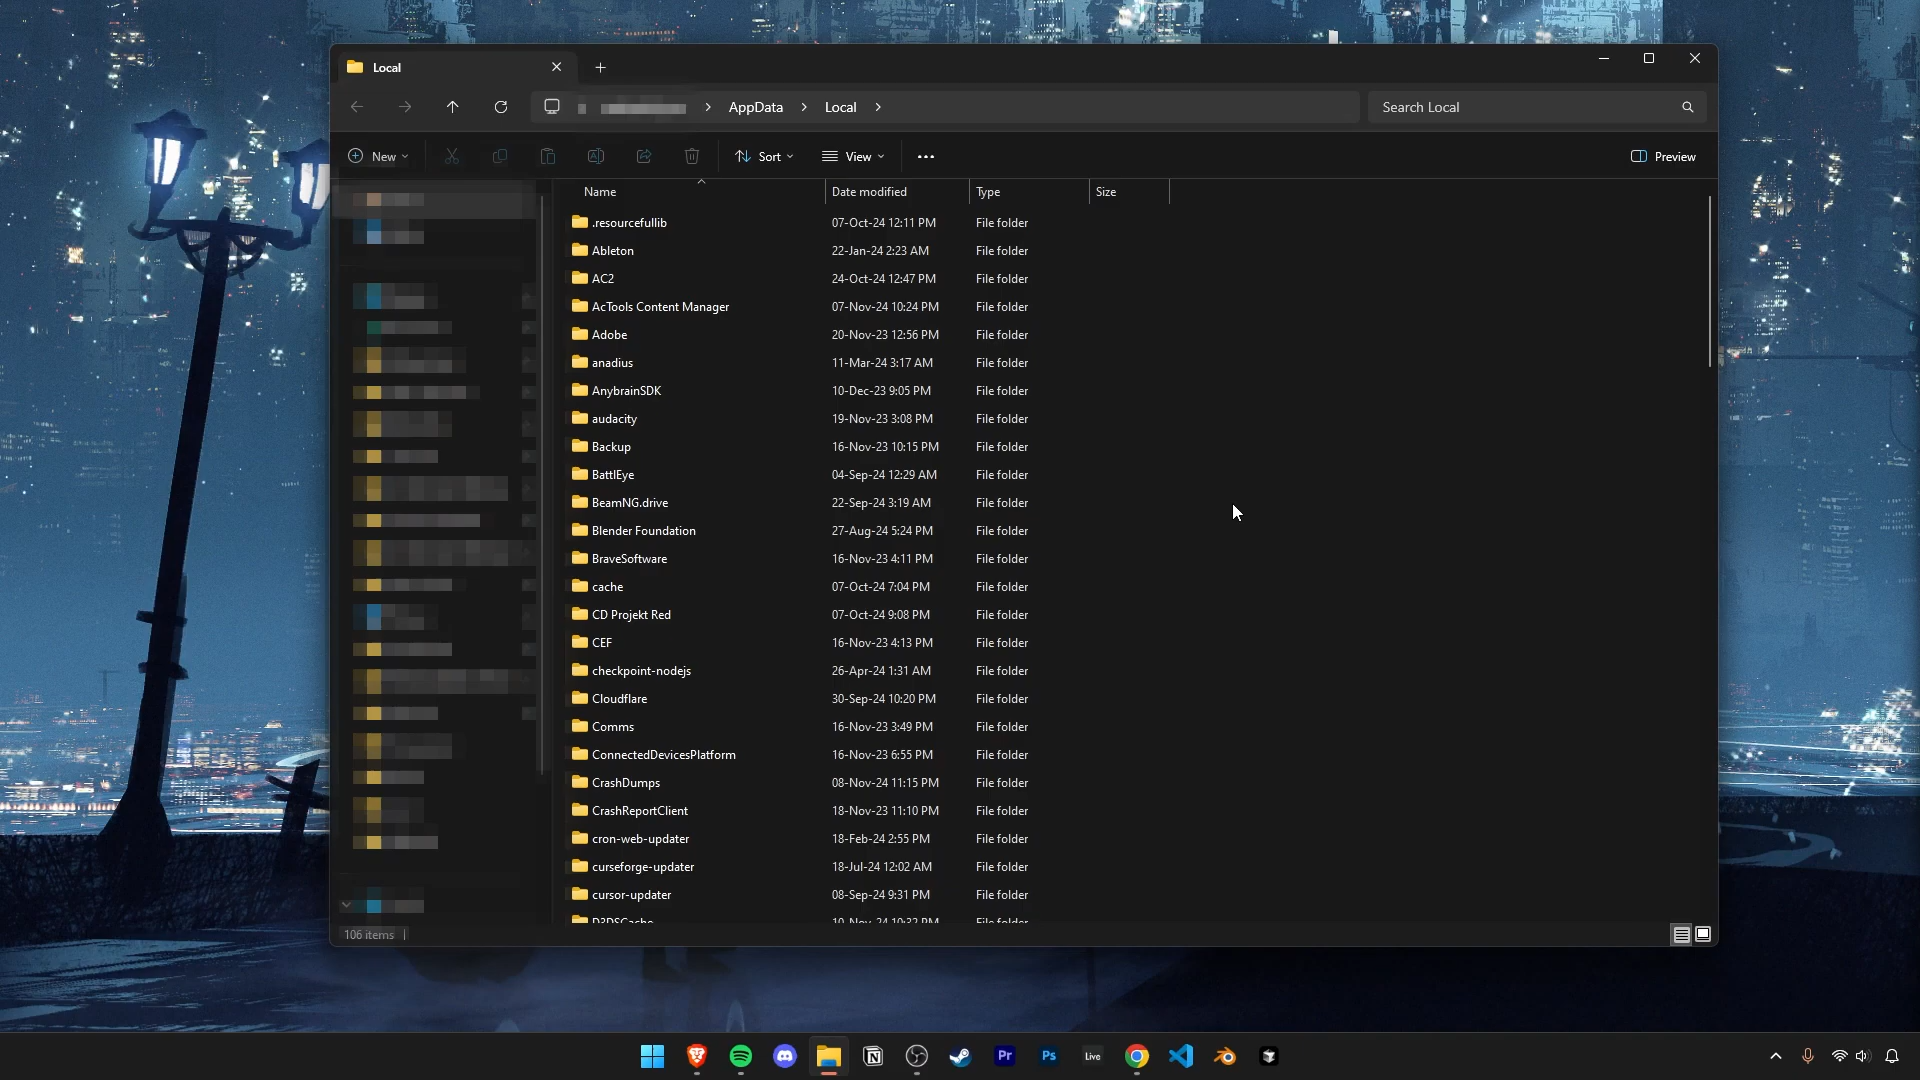 Local
AppData > Local >
Search Local
New
Sort
View
Preview
Name Date modified Type Size
.resourcefullib 07-Oct-24 12:11 PM File folder
Ableton 22-Jan-24 2:23 AM File folder
AC2 24-Oct-24 12:47 PM File folder
AcTools Content Manager 07-Nov-24 10:24 PM File folder
Adobe 20-Nov-23 12:56 PM File folder
anadius 11-Mar-24 3:17 AM File folder
AnybrainSDK 10-Dec-23 9:05 PM File folder
audacity 19-Nov-23 3:08 PM File folder
Backup 16-Nov-23 10:15 PM File folder
BattlEye 04-Sep-24 12:29 AM File folder
BeamNG.drive 22-Sep-24 3:19 AM File folder
Blender Foundation 27-Aug-24 5:24 PM File folder
BraveSoftware 16-Nov-23 4:11 PM File folder
cache 07-Oct-24 7:04 PM File folder
CD Projekt Red 07-Oct-24 9:08 PM File folder
CEF 16-Nov-23 4:13 PM File folder
checkpoint-nodejs 26-Apr-24 1:31 AM File folder
Cloudflare 30-Sep-24 10:20 PM File folder
Comms 16-Nov-23 3:49 PM File folder
ConnectedDevicesPlatform 16-Nov-23 6:55 PM File folder
CrashDumps 08-Nov-24 11:15 PM File folder
CrashReportClient 18-Nov-23 11:10 PM File folder
cron-web-updater 18-Feb-24 2:55 PM File folder
curseforge-updater 18-Jul-24 12:02 AM File folder
cursor-updater 08-Sep-24 9:31 PM File folder
D3DSCache 10-Nov-24 10:32 PM File folder
106 items
Pr
Ps
Live